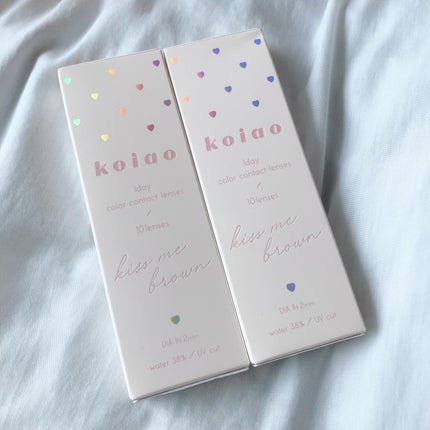 koiao
1day
color contact lenses
/
10lenses
kiss me
brown
DIA 14.2mm
water 38% / UV cut
koiao
1day
color contact lenses
/
10lenses
kiss me
brown
DIA 14.2mm
water 38% / UV cut